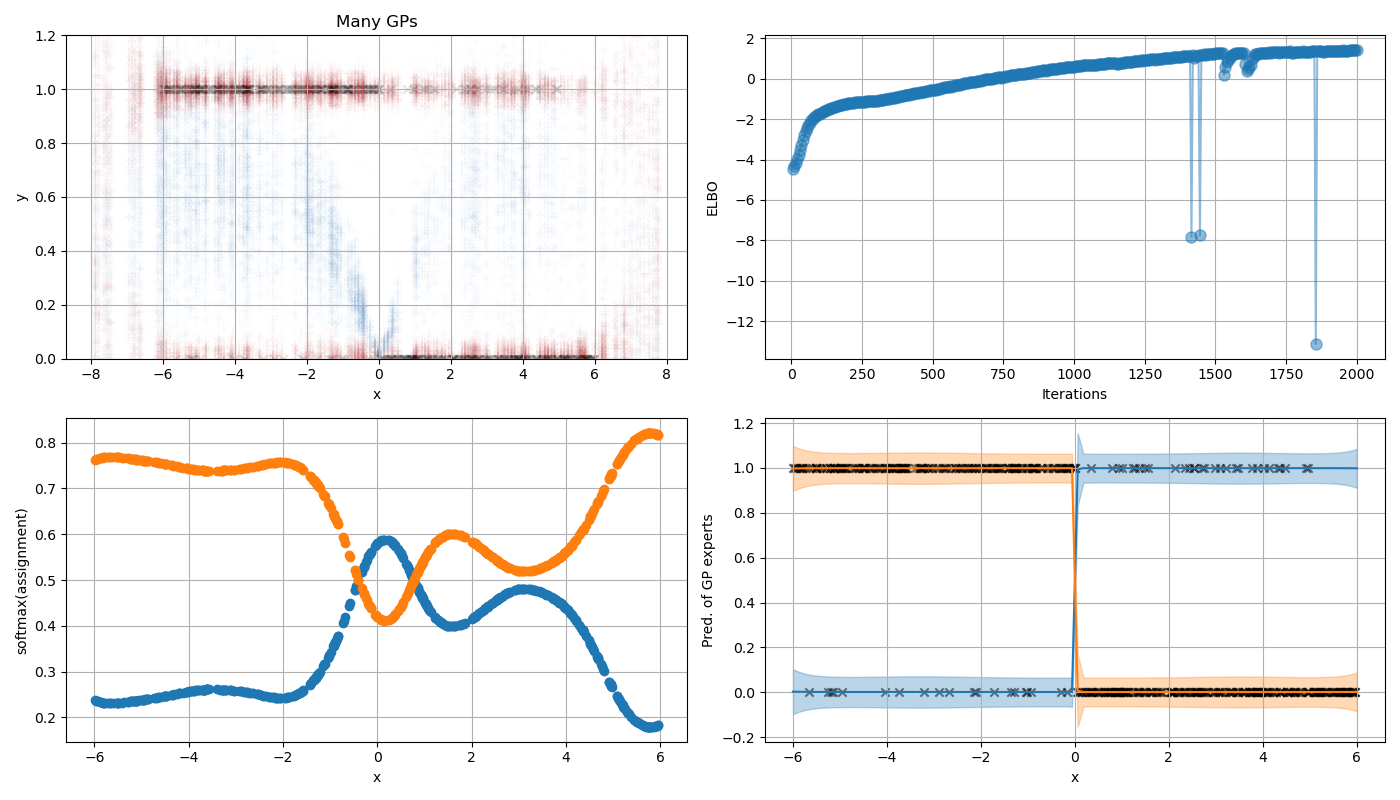 Many GPs
1.2
1.0
0.8
0.6
0.4
0.2
0.0
y
−8 −6 −4 −2 0 2 4 6 8
x
2
0
−2
−4
−6
−8
−10
−12
ELBO
0 250 500 750 1000 1250 1500 1750 2000
Iterations
0.8
0.7
0.6
0.5
0.4
0.3
0.2
softmax(assignment)
−6 −4 −2 0 2 4 6
x
1.2
1.0
0.8
0.6
0.4
0.2
0.0
−0.2
Pred. of GP experts
−6 −4 −2 0 2 4 6
x